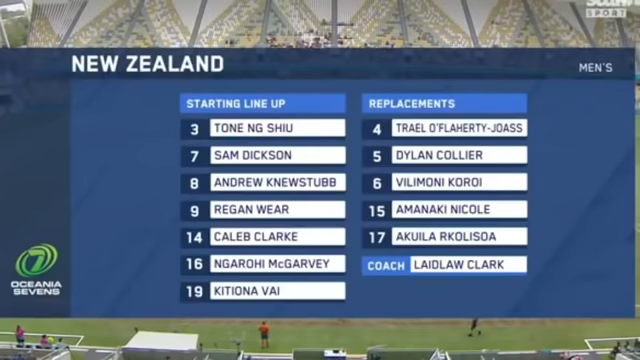 SPORT
NEW ZEALAND
MEN'S
STARTING LINE UP
3 TONE NG SHIU
7 SAM DICKSON
8 ANDREW KNEWSTUBB
9 REGAN WEAR
14 CALEB CLARKE
16 NGAROHI McGARVEY
19 KITIONA VAI
REPLACEMENTS
4 TRAEL O'FLAHERTY-JOASS
5 DYLAN COLLIER
6 VILIMONI KOROI
15 AMANAKI NICOLE
17 AKUILA RKOLISOA
COACH LAIDLAW CLARK
7
OCEANIA
SEVENS